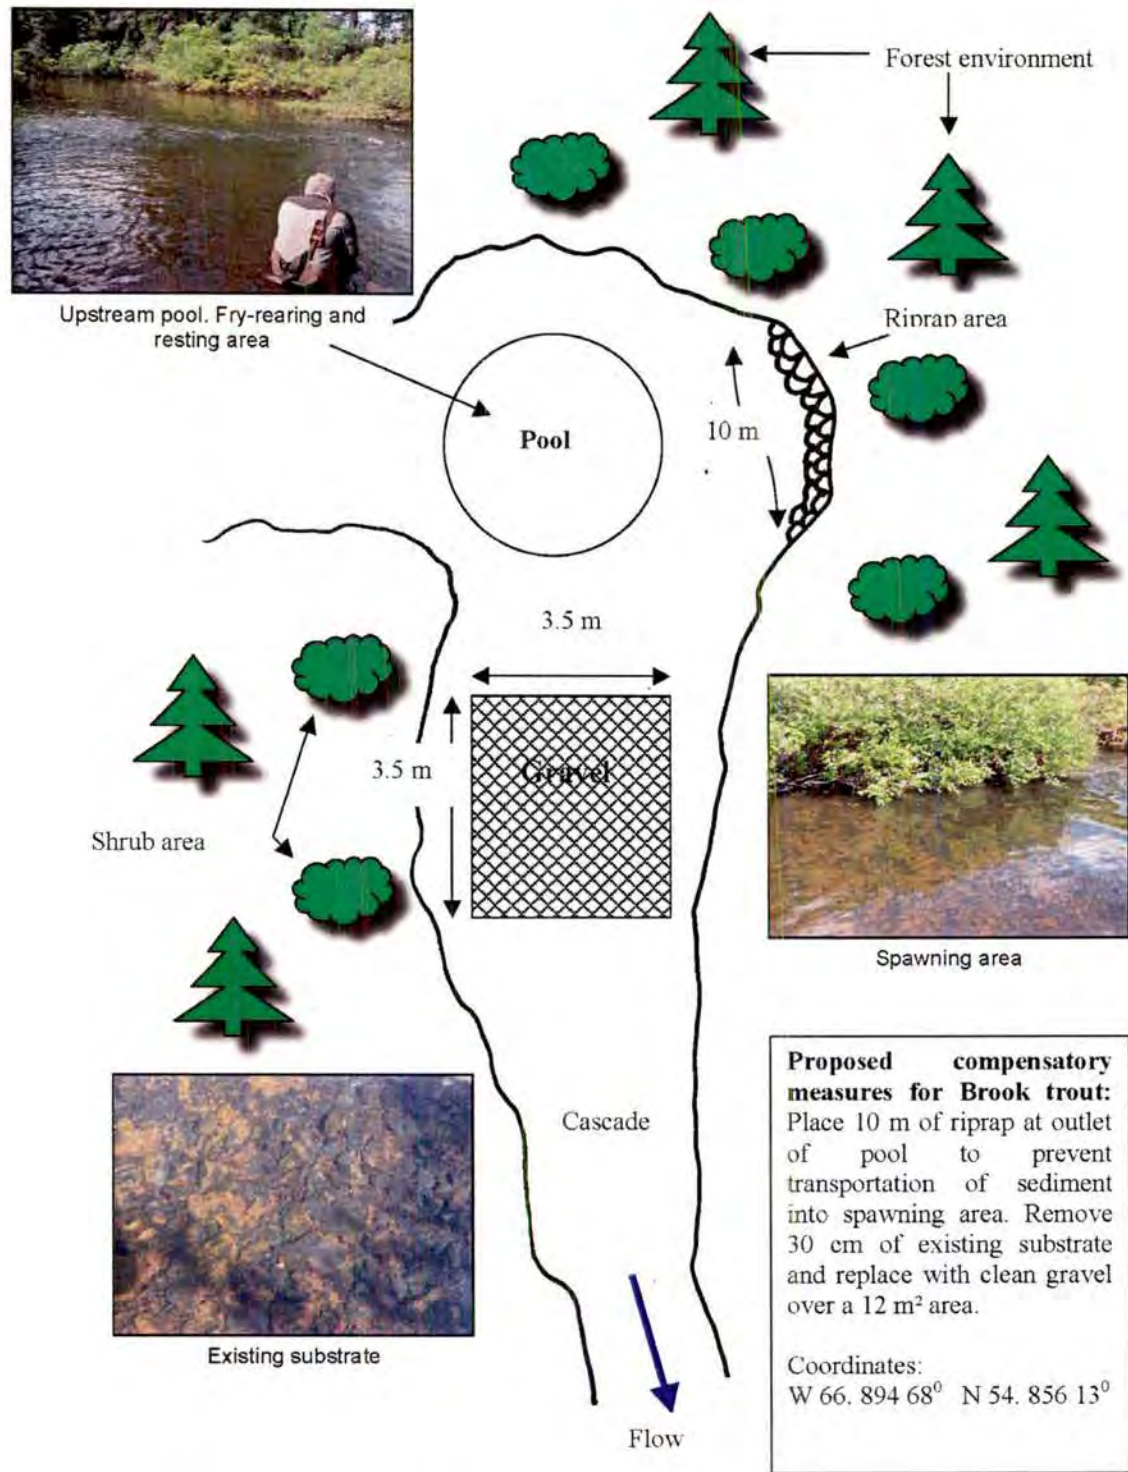 Forest environment
Upstream pool. Fry-rearing and
resting area
Riprap area
10 m
Pool
3.5 m
3.5 m
Gravel
Shrub area
Spawning area
Cascade
Existing substrate
Proposed compensatory
measures for Brook trout:
Place 10 m of riprap at outlet
of pool to prevent
transportation of sediment
into spawning area. Remove
30 cm of existing substrate
and replace with clean gravel
over a 12 m² area.
Coordinates:
W 66. 894 68⁰ N 54. 856 13⁰
Flow